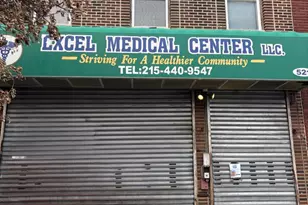 EXCEL MEDICAL CENTER LLC.
Striving For A Healthier Community
TEL:215-440-9547